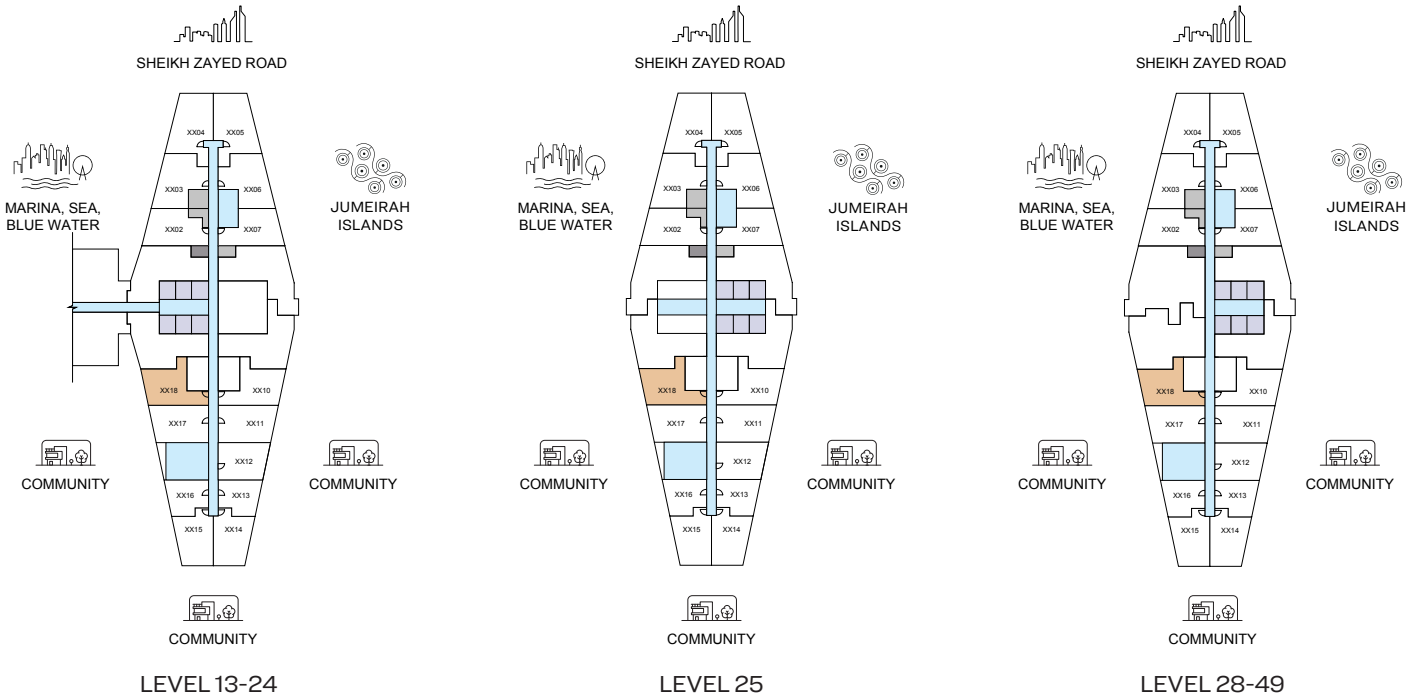 SHEIKH ZAYED ROAD
XX04
XX05
MARINA, SEA,
BLUE WATER
XX03
XX06
JUMEIRAH
ISLANDS
XX02
XX07
XX18
XX10
XX17
XX11
COMMUNITY
XX12
COMMUNITY
XX16
XX13
XX15
XX14
COMMUNITY
LEVEL 13-24
SHEIKH ZAYED ROAD
XX04
XX05
MARINA, SEA,
BLUE WATER
XX03
XX06
JUMEIRAH
ISLANDS
XX02
XX07
XX18
XX10
XX17
XX11
COMMUNITY
XX12
COMMUNITY
XX16
XX13
XX15
XX14
COMMUNITY
LEVEL 25
SHEIKH ZAYED ROAD
XX04
XX05
MARINA, SEA,
BLUE WATER
XX03
XX06
JUMEIRAH
ISLANDS
XX02
XX07
XX18
XX10
XX17
XX11
COMMUNITY
XX12
COMMUNITY
XX16
XX13
XX15
XX14
COMMUNITY
LEVEL 28-49